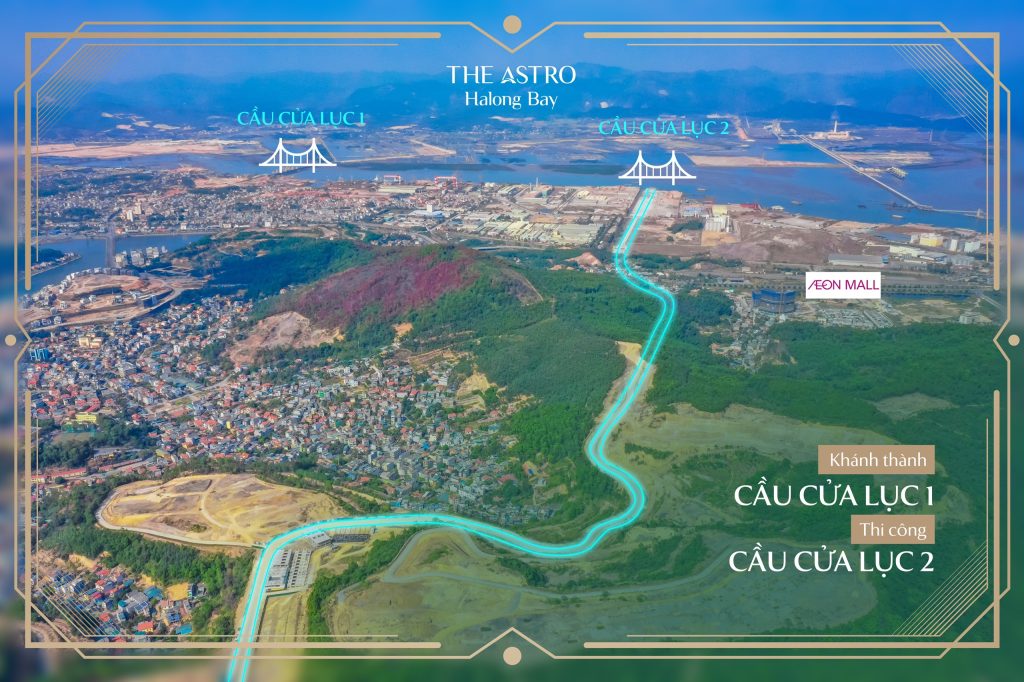 THE ASTRO
Halong Bay
CẦU CỬA LỤC 1
CẦU CỬA LỤC 2
ÆON MALL
Khánh thành
CẦU CỬA LỤC 1
Thi công
CẦU CỬA LỤC 2